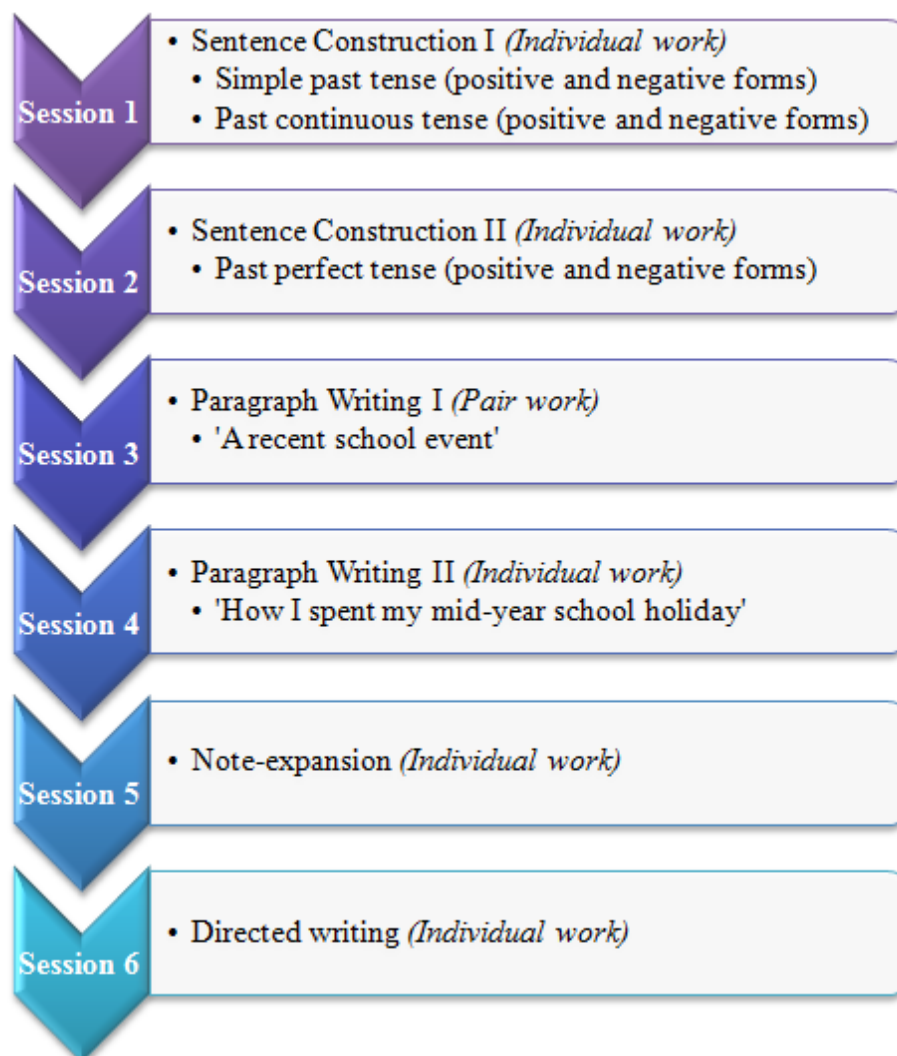 Session 1
• Sentence Construction I (Individual work)
• Simple past tense (positive and negative forms)
• Past continuous tense (positive and negative forms)
Session 2
• Sentence Construction II (Individual work)
• Past perfect tense (positive and negative forms)
Session 3
• Paragraph Writing I (Pair work)
• 'A recent school event'
Session 4
• Paragraph Writing II (Individual work)
• 'How I spent my mid-year school holiday'
Session 5
• Note-expansion (Individual work)
Session 6
• Directed writing (Individual work)